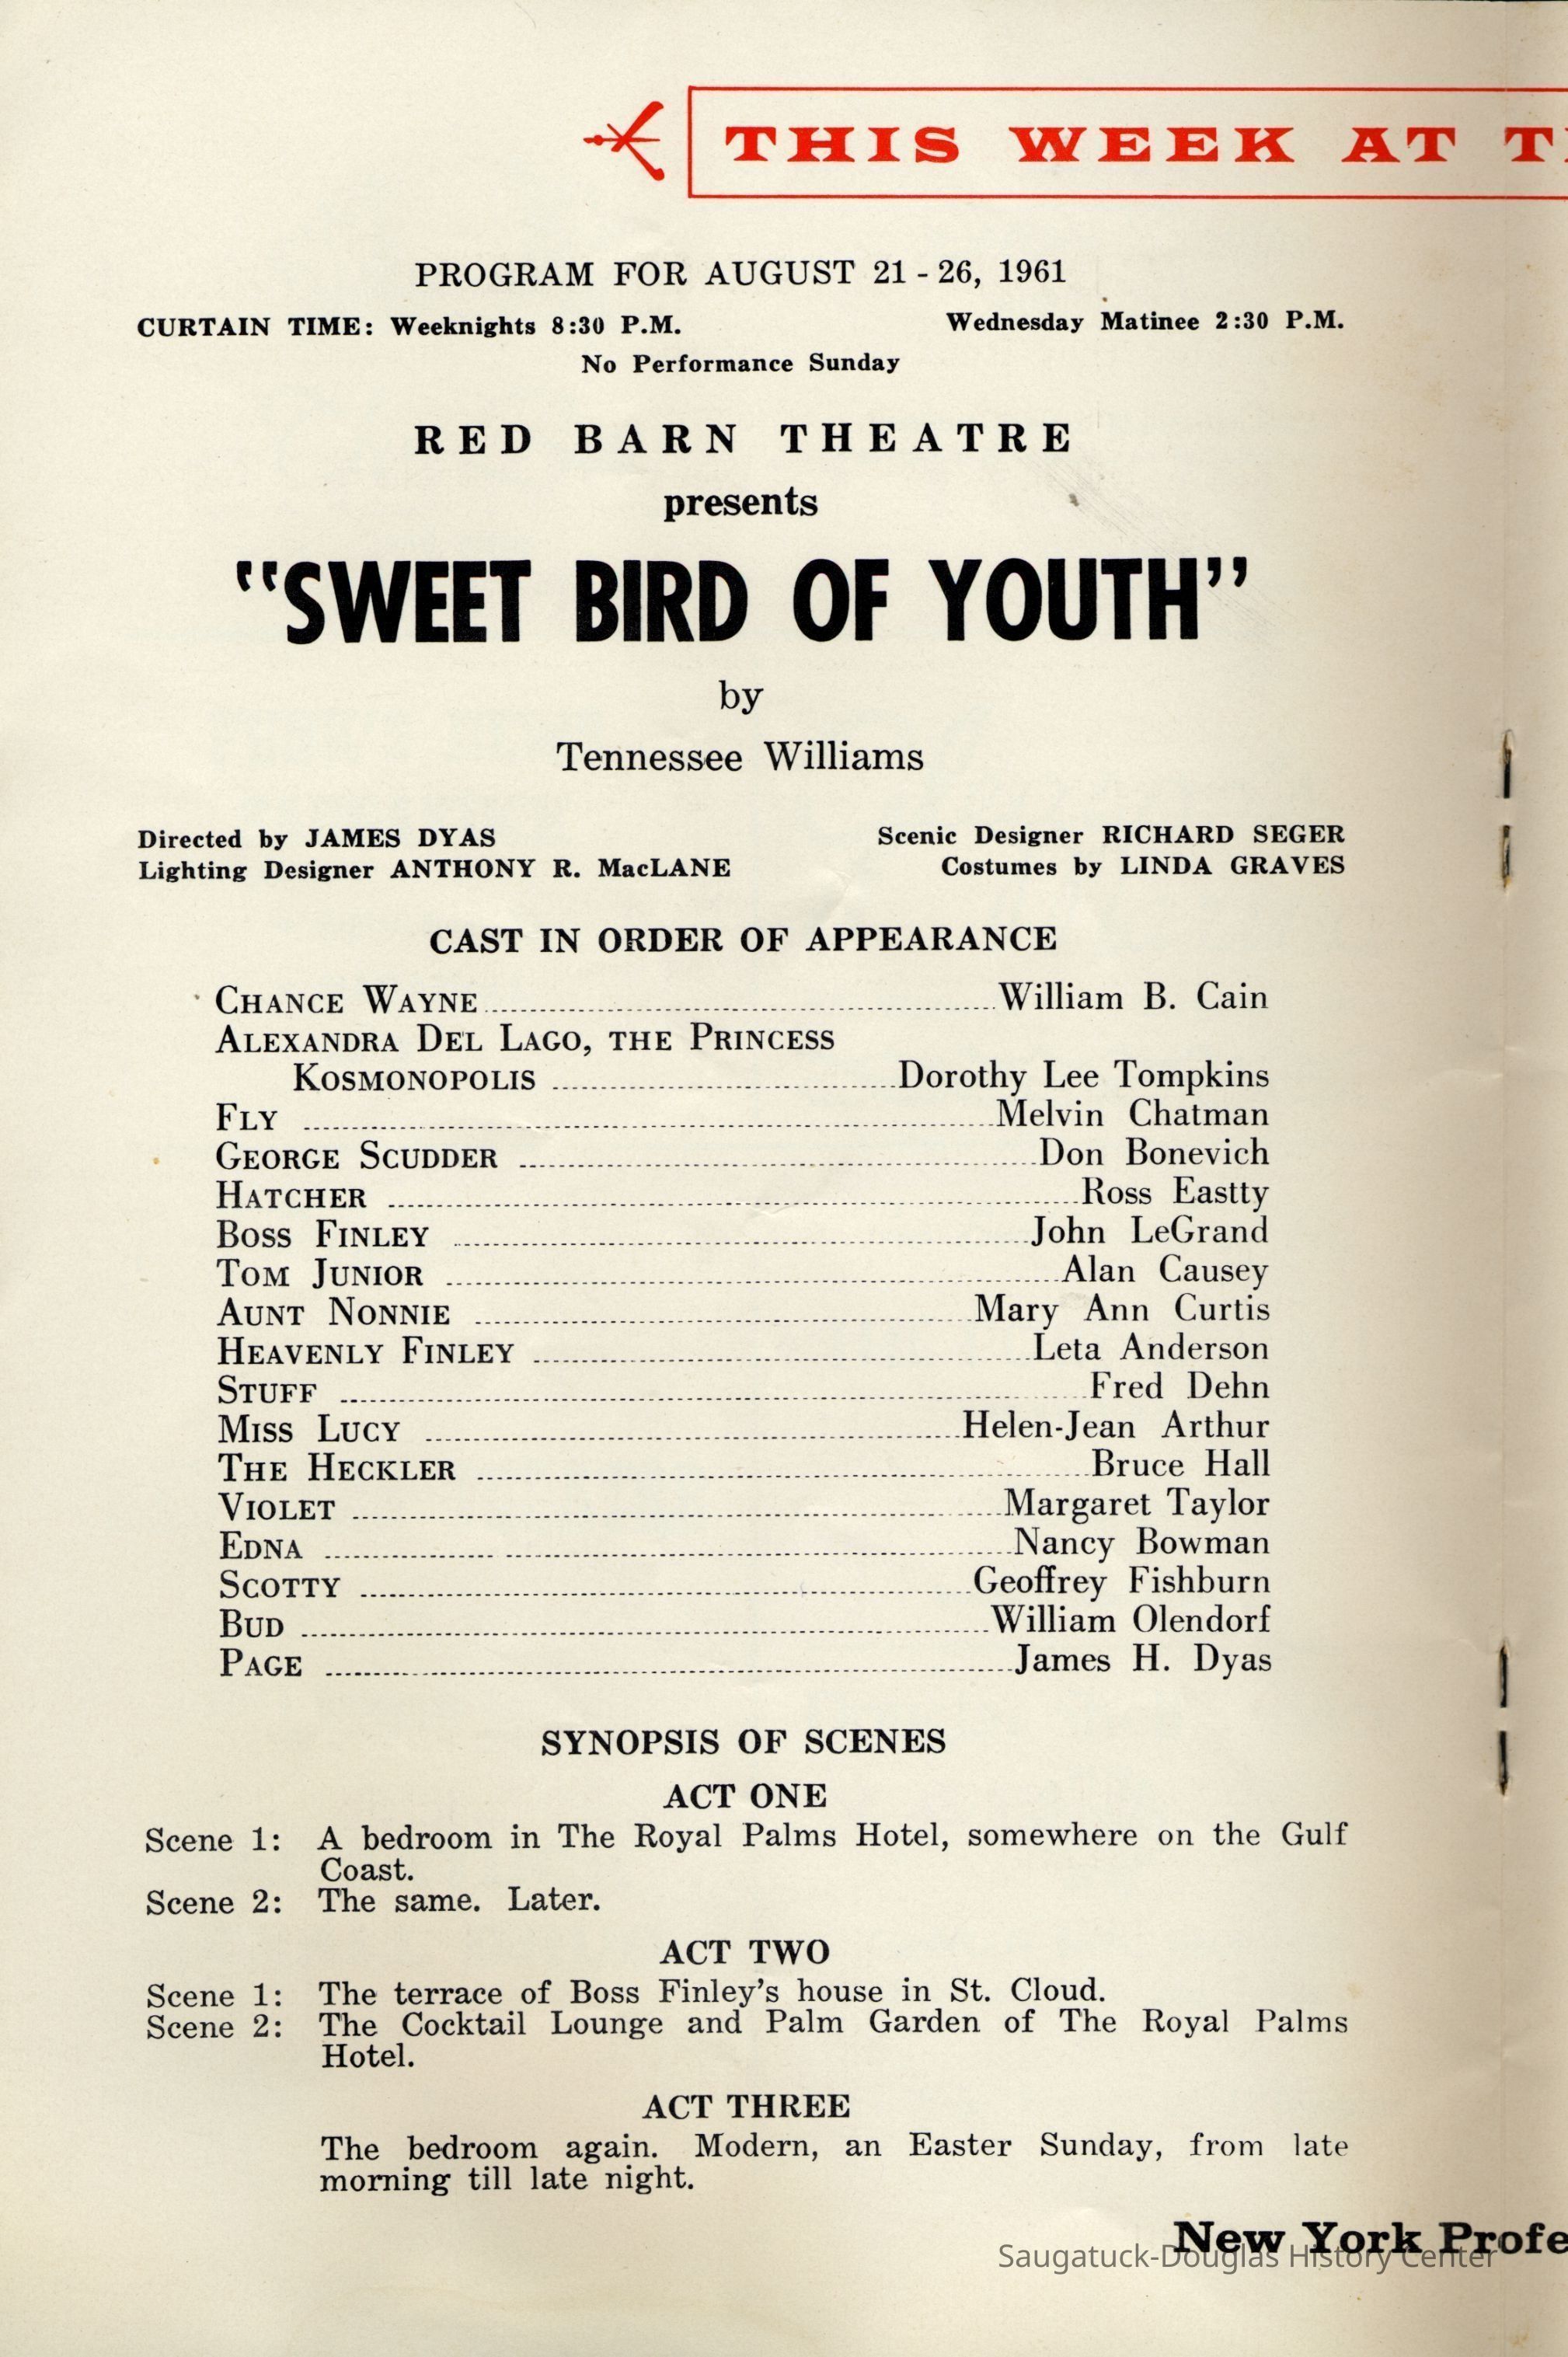 THIS WEEK AT
PROGRAM FOR AUGUST 21 - 26, 1961
CURTAIN TIME: Weeknights 8:30 P.M. Wednesday Matinee 2:30 P.M.
No Performance Sunday
RED BARN THEATRE
presents
"SWEET BIRD OF YOUTH"
by
Tennessee Williams
Directed by JAMES DYAS Scenic Designer RICHARD SEGER
Lighting Designer ANTHONY R. MacLANE Costumes by LINDA GRAVES
CAST IN ORDER OF APPEARANCE
CHANCE WAYNE William B. Cain
ALEXANDRA DEL LAGO, THE PRINCESS
KOSMONOPOLIS Dorothy Lee Tompkins
FLY Melvin Chatman
GEORGE SCUDDER Don Bonevich
HATCHER Ross Eastty
BOSS FINLEY John LeGrand
TOM JUNIOR Alan Causey
AUNT NONNIE Mary Ann Curtis
HEAVENLY FINLEY Leta Anderson
STUFF Fred Dehn
MISS LUCY Helen-Jean Arthur
THE HECKLER Bruce Hall
VIOLET Margaret Taylor
EDNA Nancy Bowman
SCOTTY Geoffrey Fishburn
BUD William Olendorf
PAGE James H. Dyas
SYNOPSIS OF SCENES
ACT ONE
Scene 1: A bedroom in The Royal Palms Hotel, somewhere on the Gulf
Coast.
Scene 2: The same. Later.
ACT TWO
Scene 1: The terrace of Boss Finley's house in St. Cloud.
Scene 2: The Cocktail Lounge and Palm Garden of The Royal Palms
Hotel.
ACT THREE
The bedroom again. Modern, an Easter Sunday, from late
morning till late night.
New York Profe
Saugatuck-Douglas History Center